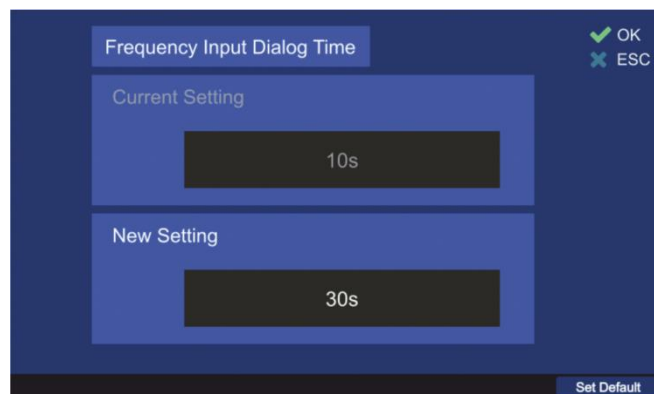 Frequency Input Dialog Time
OK
ESC
Current Setting
10s
New Setting
30s
Set Default